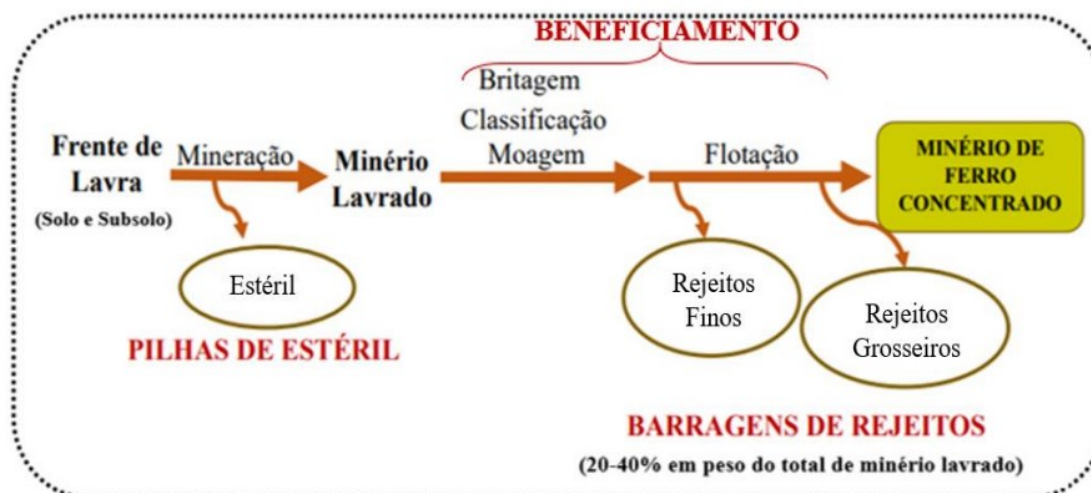 BENEFICIAMENTO
Britagem
Classificação
Moagem
Frente de
Lavra
(Solo e Subsolo)
Mineração
Minério
Lavrado
Flotação
MINÉRIO DE
FERRO
CONCENTRADO
Estéril
PILHAS DE ESTÉRIL
Rejeitos
Finos
Rejeitos
Grosseiros
BARRAGENS DE REJEITOS
(20-40% em peso do total de minério lavrado)